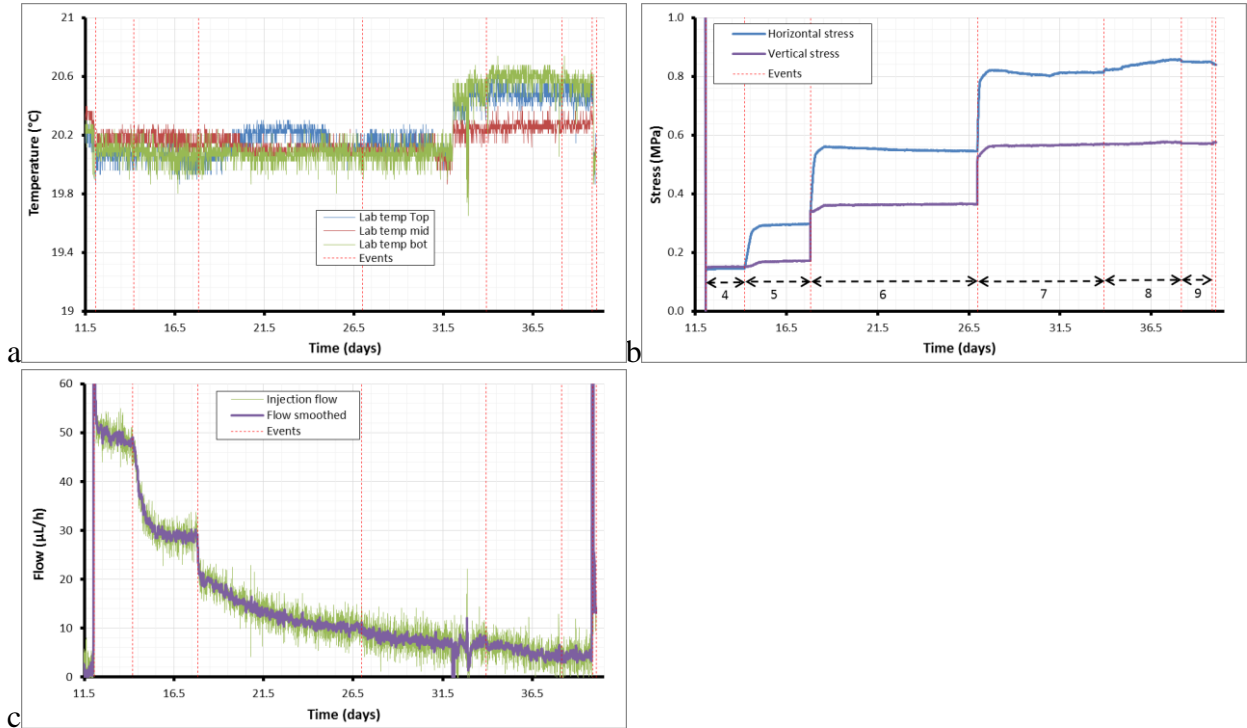 21
20.6
20.2
19.8
19.4
19
Temperature (°C)
Lab temp Top
Lab temp mid
Lab temp bot
Events
11.5 16.5 21.5 26.5 31.5 36.5
Time (days)
a
1.0
0.8
0.6
0.4
0.2
0.0
Stress (MPa)
Horizontal stress
Vertical stress
Events
4 5 6 7 8 9
11.5 16.5 21.5 26.5 31.5 36.5
Time (days)
b
60
50
40
30
20
10
0
Flow (µL/h)
Injection flow
Flow smoothed
Events
11.5 16.5 21.5 26.5 31.5 36.5
Time (days)
c